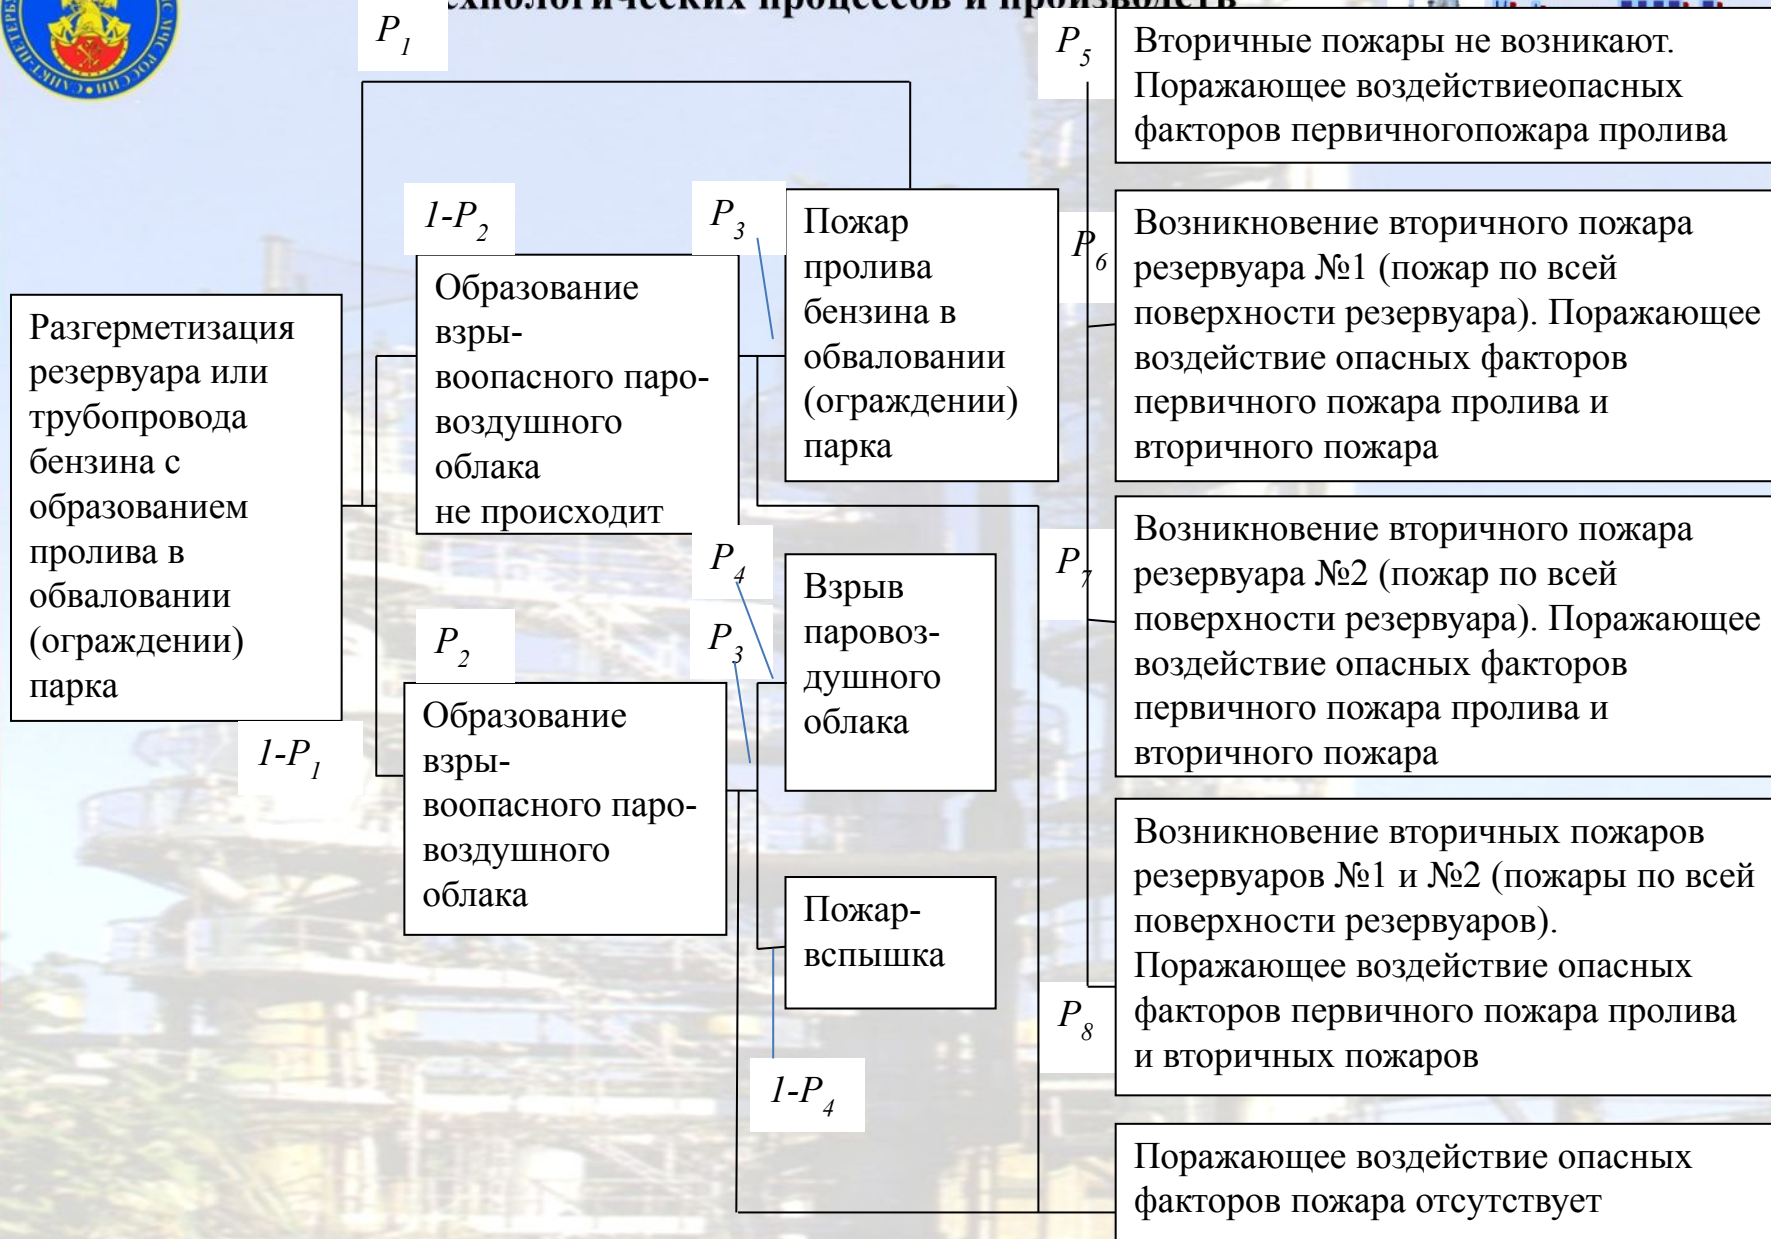 технологических процессов и производств
P1
P5
Вторичные пожары не возникают.
Поражающее воздействиеопасных
факторов первичногопожара пролива
1-P2
P3
Пожар
пролива
бензина в
обваловании
(ограждении)
парка
P6
Возникновение вторичного пожара
резервуара №1 (пожар по всей
поверхности резервуара). Поражающее
воздействие опасных факторов
первичного пожара пролива и
вторичного пожара
Образование
взры-
воопасного паро-
воздушного
облака
не происходит
Разгерметизация
резервуара или
трубопровода
бензина с
образованием
пролива в
обваловании
(ограждении)
парка
P4
P3
Взрыв
паровоз-
душного
облака
P7
Возникновение вторичного пожара
резервуара №2 (пожар по всей
поверхности резервуара). Поражающее
воздействие опасных факторов
первичного пожара пролива и
вторичного пожара
P2
1-P1
Образование
взры-
воопасного паро-
воздушного
облака
Пожар-
вспышка
1-P4
P8
Возникновение вторичных пожаров
резервуаров №1 и №2 (пожары по всей
поверхности резервуаров).
Поражающее воздействие опасных
факторов первичного пожара пролива
и вторичных пожаров
Поражающее воздействие опасных
факторов пожара отсутствует